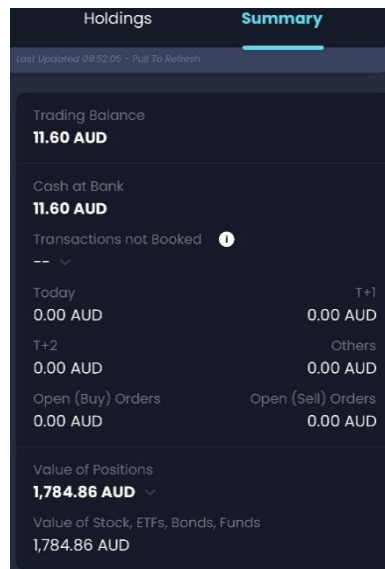 Holdings Summary
Last Updated 09:52:05 - Pull To Refresh
Trading Balance
11.60 AUD
Cash at Bank
11.60 AUD
Transactions not Booked i
--
Today T+1
0.00 AUD 0.00 AUD
T+2 Others
0.00 AUD 0.00 AUD
Open (Buy) Orders Open (Sell) Orders
0.00 AUD 0.00 AUD
Value of Positions
1,784.86 AUD
Value of Stock, ETFs, Bonds, Funds
1,784.86 AUD